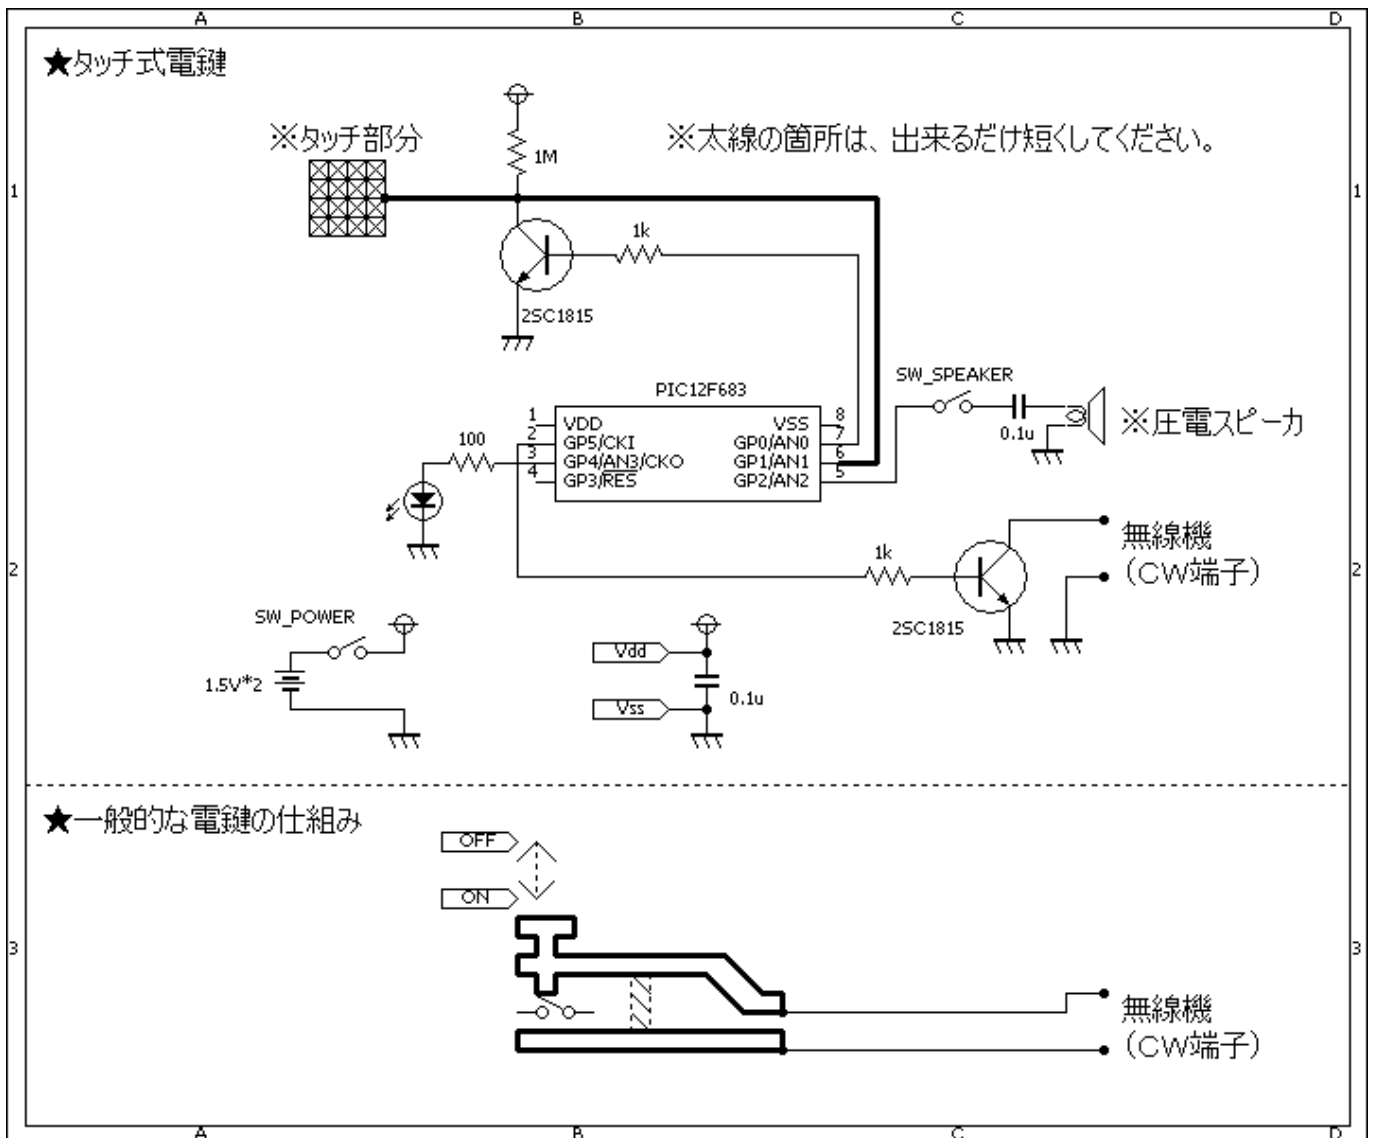 A B C D
★タッチ式電鍵
※タッチ部分
※太線の箇所は、出来るだけ短くしてください。
1M
1 1
1k
2SC1815
SW_SPEAKER
PIC12F683
0.1u
※圧電スピーカ
100
1 VDD VSS 8
2 GP5/CKI GP0/AN0 7
3 GP4/AN3/CKO GP1/AN1 6
4 GP3/RES GP2/AN2 5
無線機
(CW端子)
1k
2 2
2SC1815
SW_POWER
1.5V*2
Vdd
0.1u
Vss
★一般的な電鍵の仕組み
OFF
ON
3 3
無線機
(CW端子)
A B C D